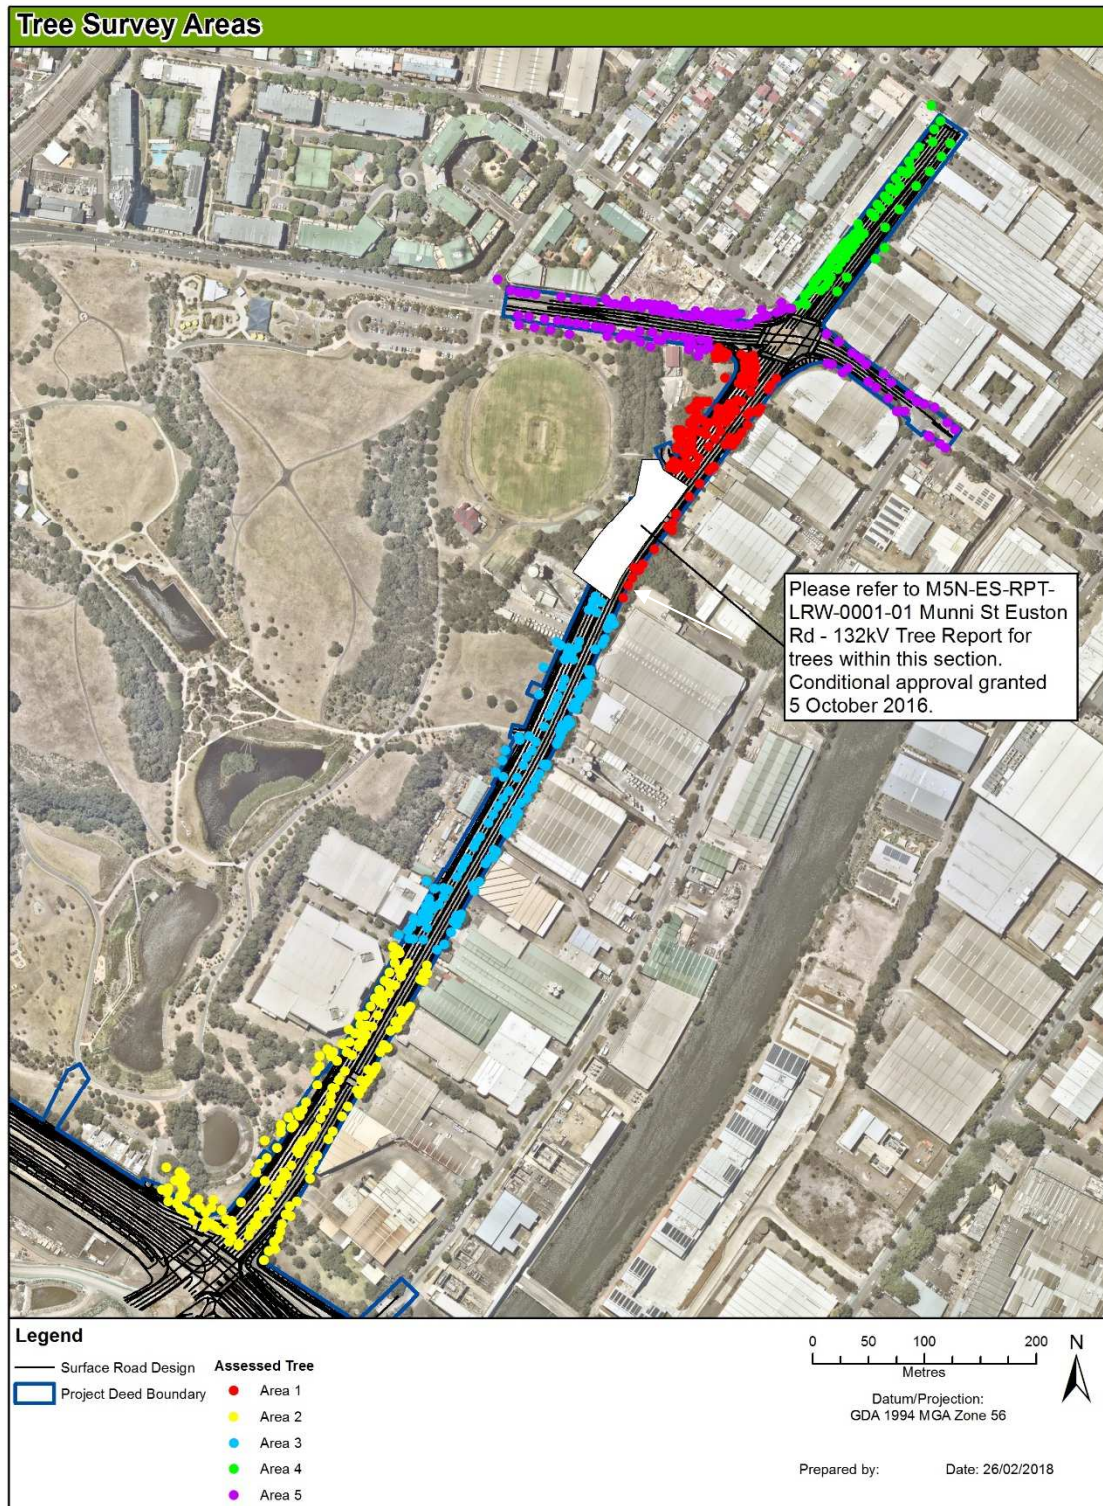 Tree Survey Areas
Please refer to M5N-ES-RPT-
LRW-0001-01 Munni St Euston
Rd - 132kV Tree Report for
trees within this section.
Conditional approval granted
5 October 2016.
Legend
Surface Road Design
Project Deed Boundary
Assessed Tree
Area 1
Area 2
Area 3
Area 4
Area 5
0 50 100 200
Metres
N
Datum/Projection:
GDA 1994 MGA Zone 56
Prepared by: Date: 26/02/2018